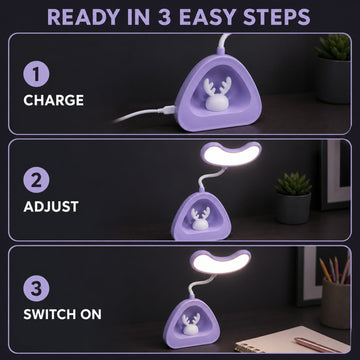 READY IN 3 EASY STEPS
1
CHARGE
2
ADJUST
3
SWITCH ON